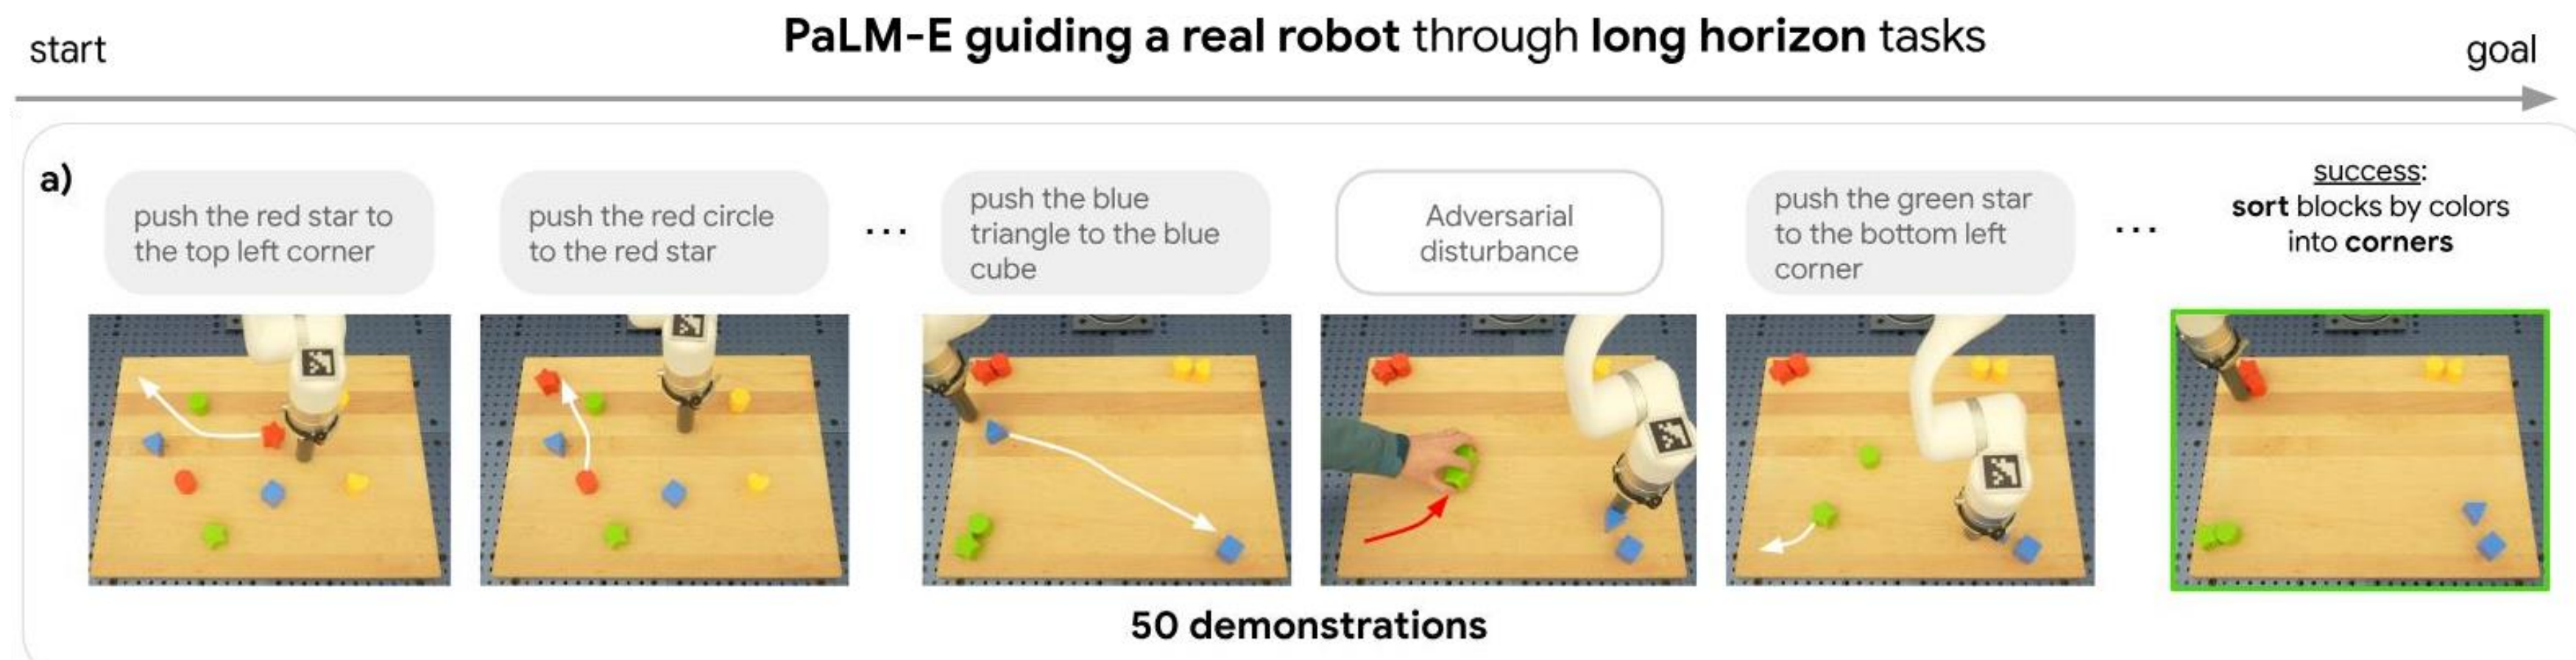 PaLM-E guiding a real robot through long horizon tasks
start
goal
a)
push the red star to
the top left corner
push the red circle
to the red star
...
push the blue
triangle to the blue
cube
Adversarial
disturbance
push the green star
to the bottom left
corner
...
success:
sort blocks by colors
into corners
50 demonstrations